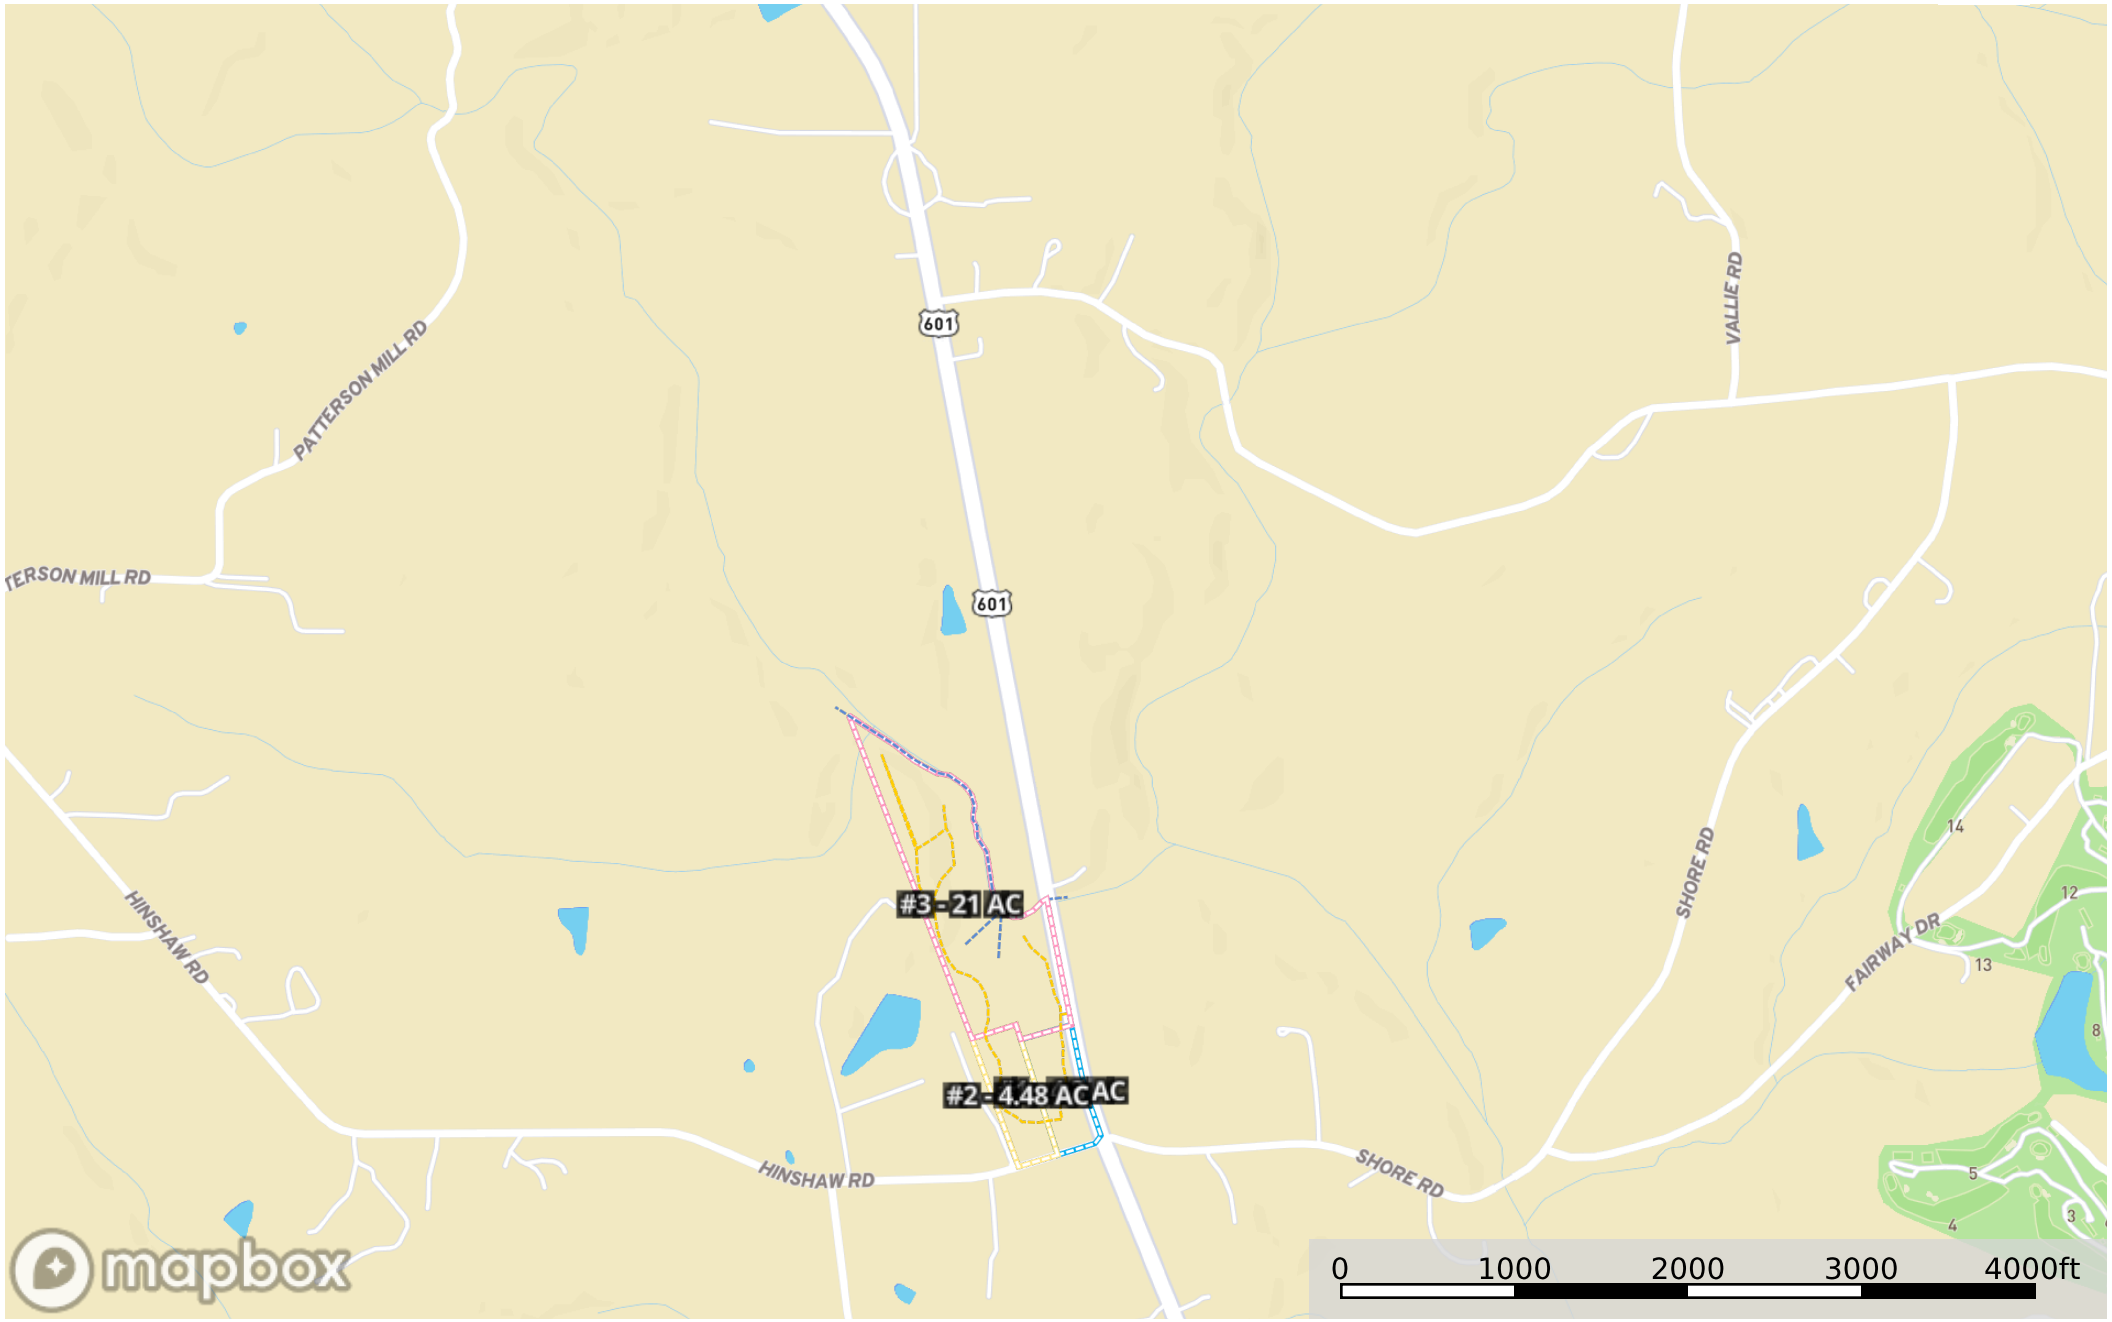 601
VALLIE RD
PATTERSON MILL RD
TERSON MILL RD
601
14
SHORE RD
12
#3 - 21 AC
HINSHAW RD
FAIRWAY DR
13
8
#2 - 4.48 AC AC
HINSHAW RD
SHORE RD
5
3
4
mapbox
0 1000 2000 3000 4000ft